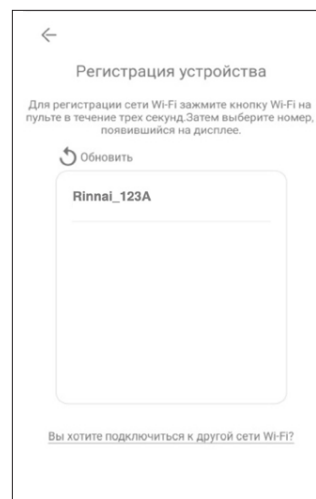 Регистрация устройства
Для регистрации сети Wi-Fi зажмите кнопку Wi-Fi на
пульте в течение трех секунд.Затем выберите номер,
появившийся на дисплее.
Обновить
Rinnai_123A
Вы хотите подключиться к другой сети Wi-Fi?